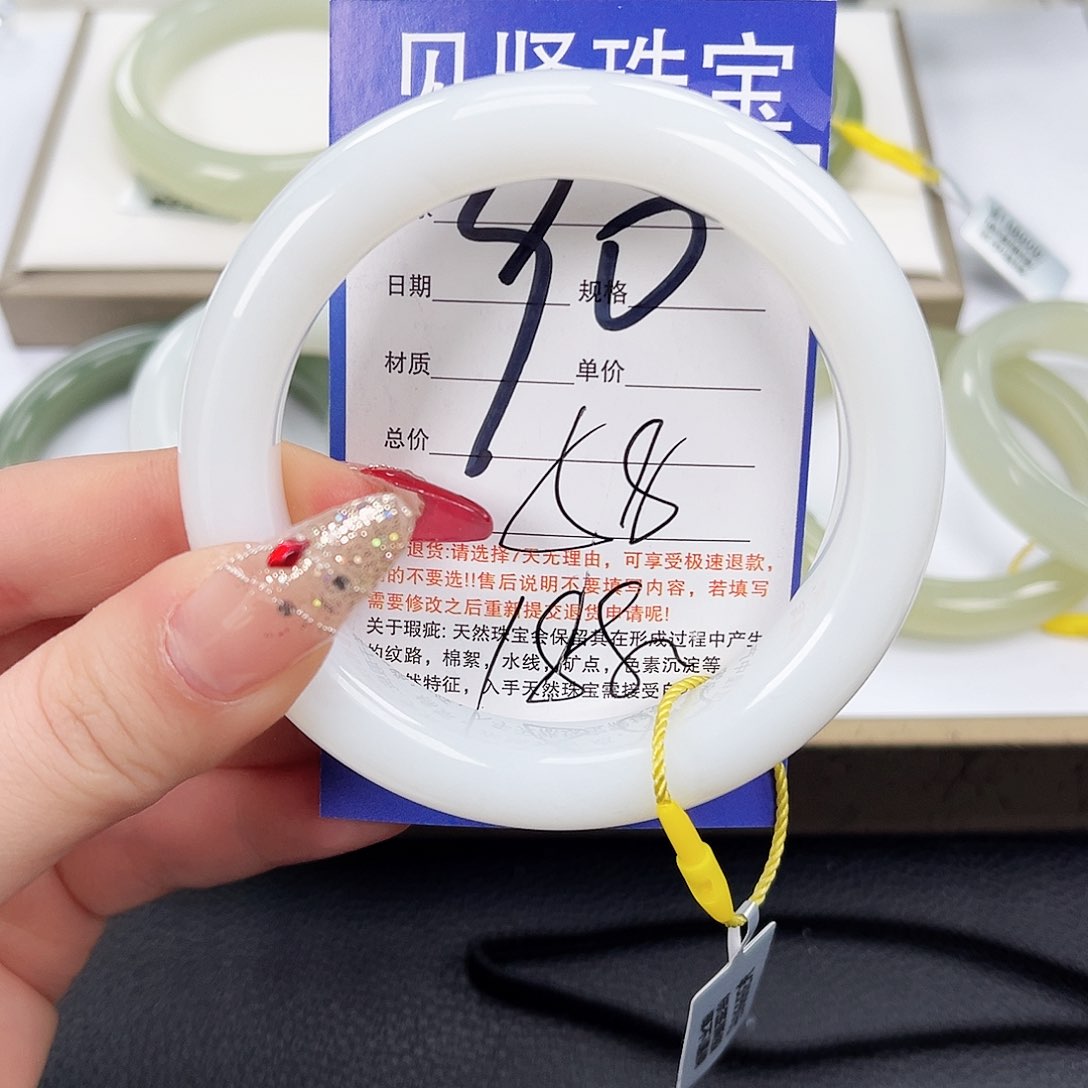 见贤珠宝
40
日期 规格
材质 单价
总价
58
退货:请选择7天无理由，可享受极速退款，
的不要选!!售后说明不要填写内容，若填写
需要修改之后重新提交退货申请呢!
关于瑕疵: 天然珠宝会保留其在形成过程中产生
的纹路，棉絮，水线，矿点，色素沉淀等
特征，入手天然珠宝需接受